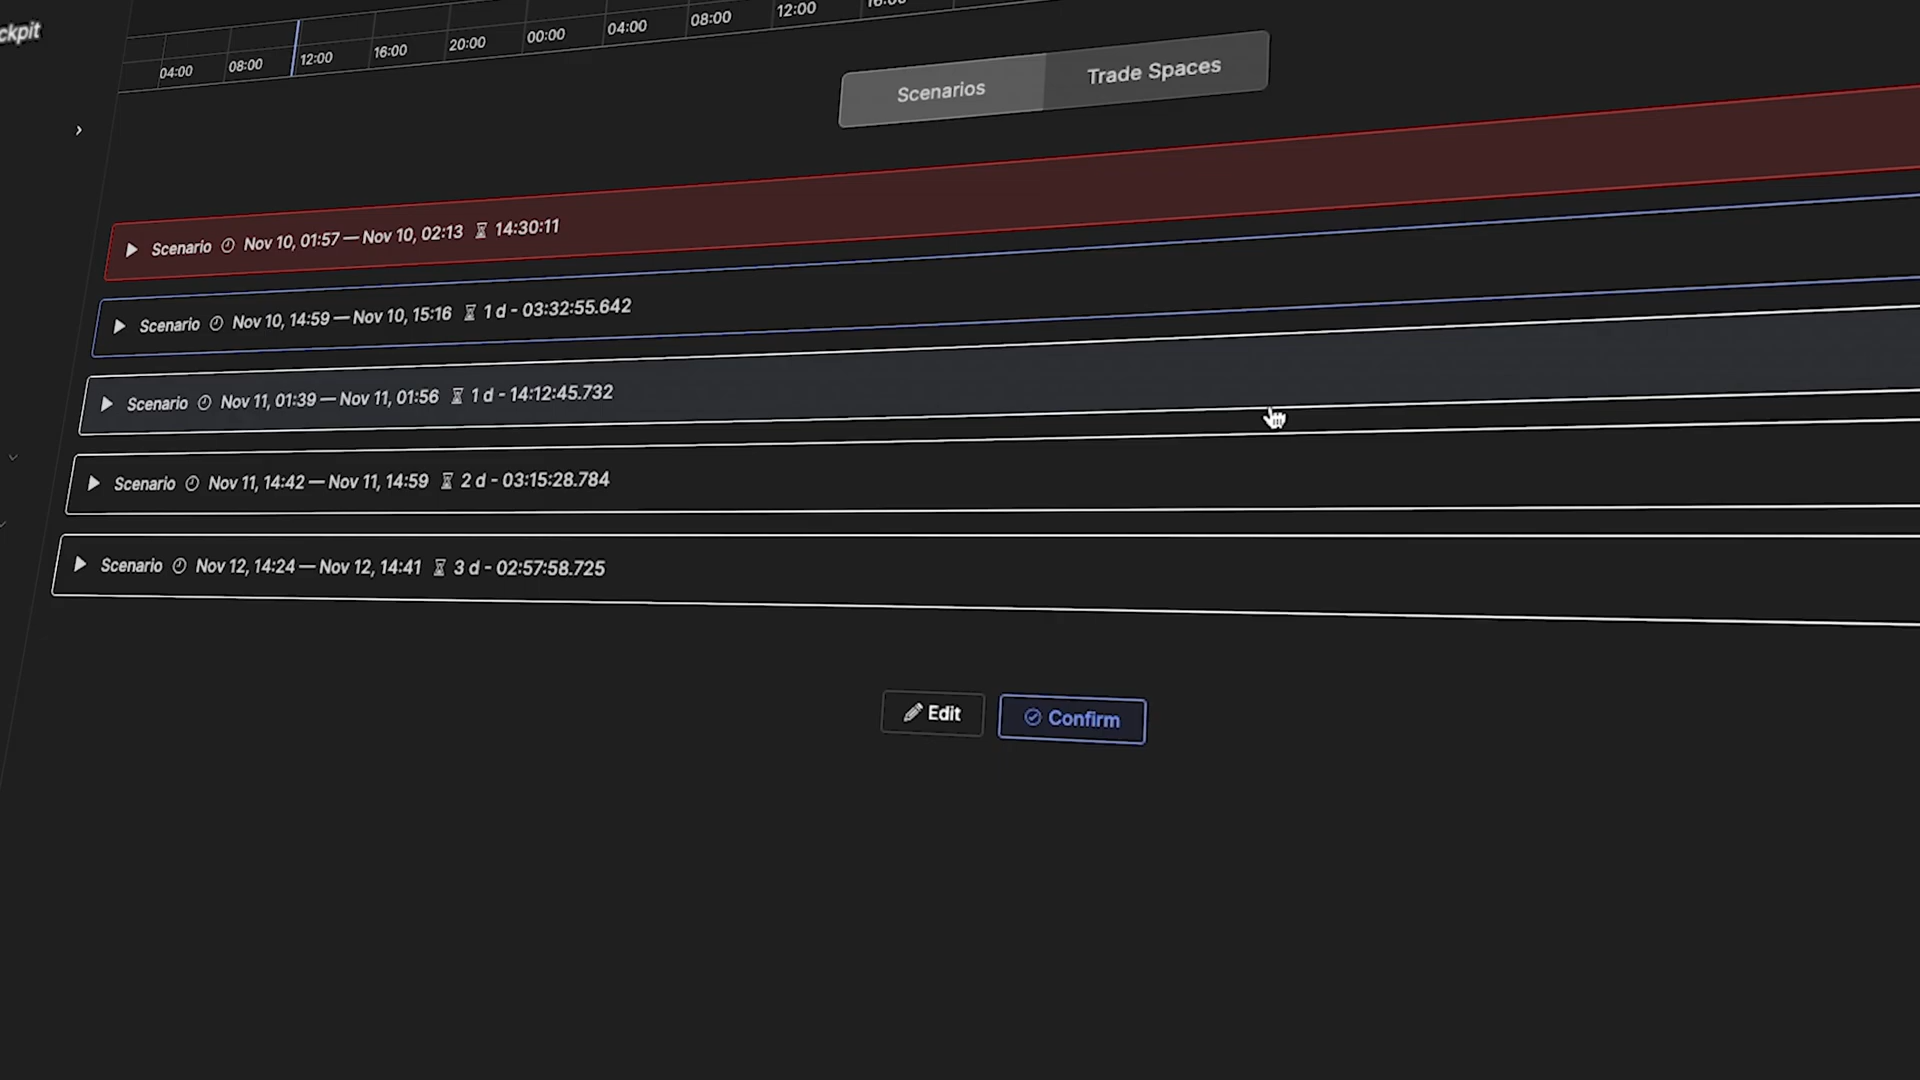 ckpit
04:00 08:00 12:00 16:00 20:00 00:00 04:00 08:00 12:00
Scenarios Trade Spaces
Scenario Nov 10, 01:57 — Nov 10, 02:13 14:30:11
Scenario Nov 10, 14:59 — Nov 10, 15:16 1 d - 03:32:55.642
Scenario Nov 11, 01:39 — Nov 11, 01:56 1 d - 14:12:45.732
Scenario Nov 11, 14:42 — Nov 11, 14:59 2 d - 03:15:28.784
Scenario Nov 12, 14:24 — Nov 12, 14:41 3 d - 02:57:58.725
Edit Confirm